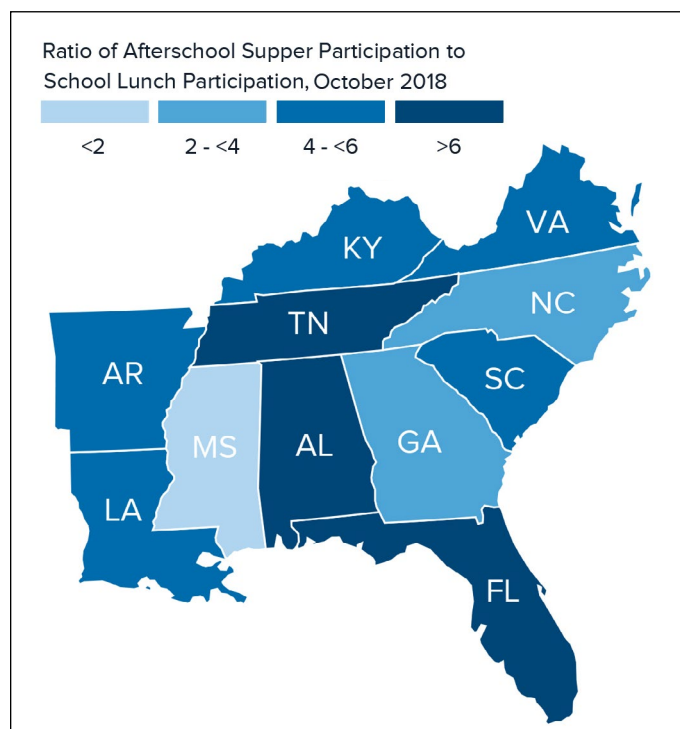 Ratio of Afterschool Supper Participation to
School Lunch Participation, October 2018
<2 2 - <4 4 - <6 >6
VA
KY
NC
TN
AR
SC
MS
AL
GA
LA
FL